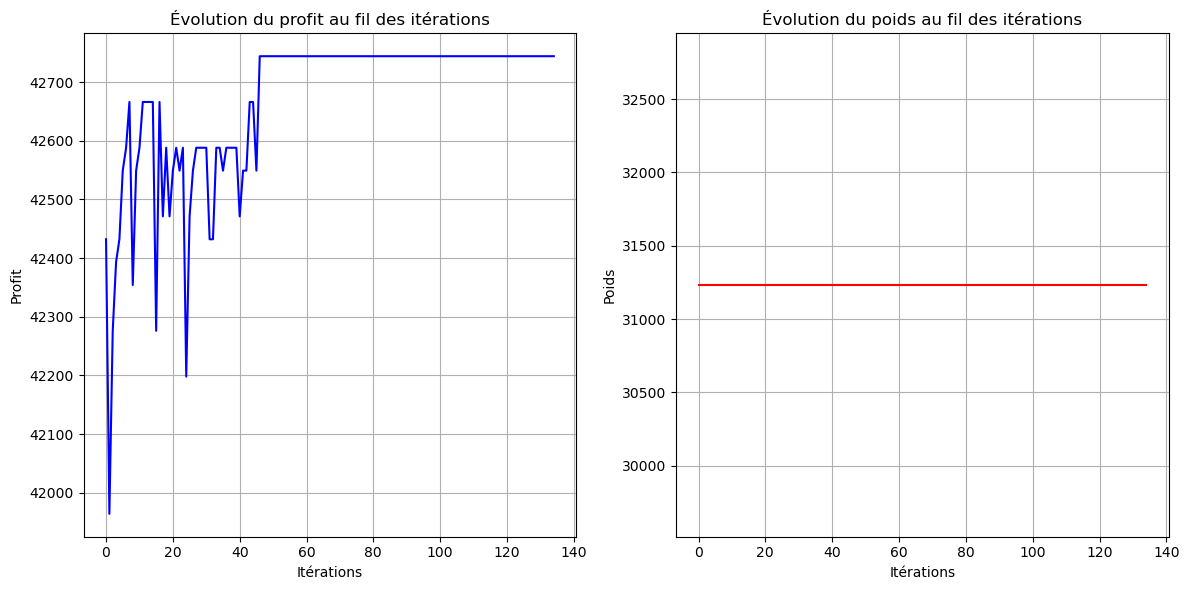 Évolution du profit au fil des itérations
Profit
42700
42600
42500
42400
42300
42200
42100
42000
0 20 40 60 80 100 120 140
Itérations
Évolution du poids au fil des itérations
Poids
32500
32000
31500
31000
30500
30000
0 20 40 60 80 100 120 140
Itérations